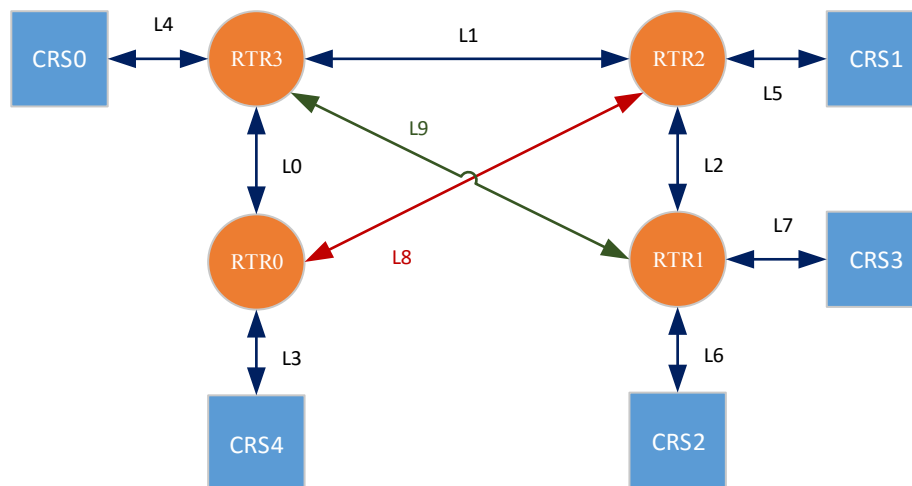 L4
L1
CRS0
RTR3
RTR2
CRS1
L5
L9
L0
L2
L7
RTR0
L8
RTR1
CRS3
L3
L6
CRS4
CRS2